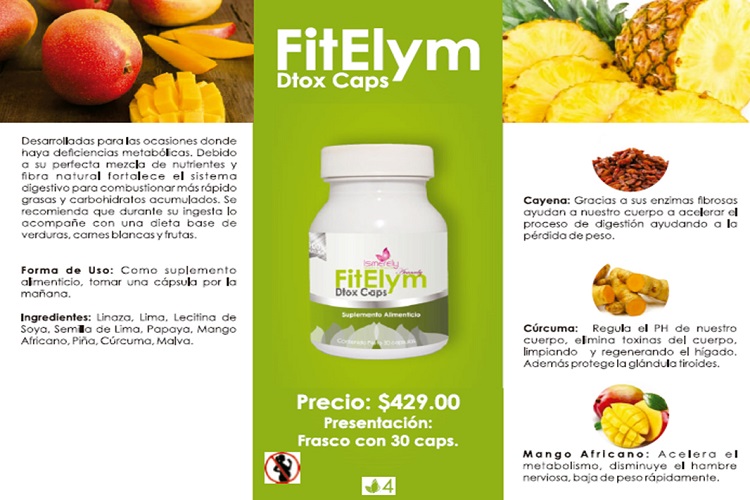 FitElym
Dtox Caps
Desarrolladas para las ocasiones donde
haya deficiencias metabólicas. Debido
a su perfecta mezcla de nutrientes y
fibra natural fortalece el sistema
digestivo para combustionar más rápido
grasas y carbohidratos acumulados. Se
recomienda que durante su ingesta lo
acompañe con una dieta base de
verduras, carnes blancas y frutas.
Forma de Uso: Como suplemento
alimenticio, tomar una cápsula por la
mañana.
Ingredientes: Linaza, Lima, Lecitina de
Soya, Semilla de Lima, Papaya, Mango
Africano, Piña, Cúrcuma, Malva.
FitElym
Dtox Caps
Suplemento Alimenticio
Precio: $429.00
Presentación:
Frasco con 30 caps.
4
Cayena: Gracias a sus enzimas fibrosas
ayudan a nuestro cuerpo a acelerar el
proceso de digestión ayudando a la
pérdida de peso.
Cúrcuma: Regula el PH de nuestro
cuerpo, elimina toxinas del cuerpo,
limpiando y regenerando el hígado.
Además protege la glándula tiroides.
Mango Africano: Acelera el
metabolismo, disminuye el hambre
nerviosa, baja de peso rápidamente.